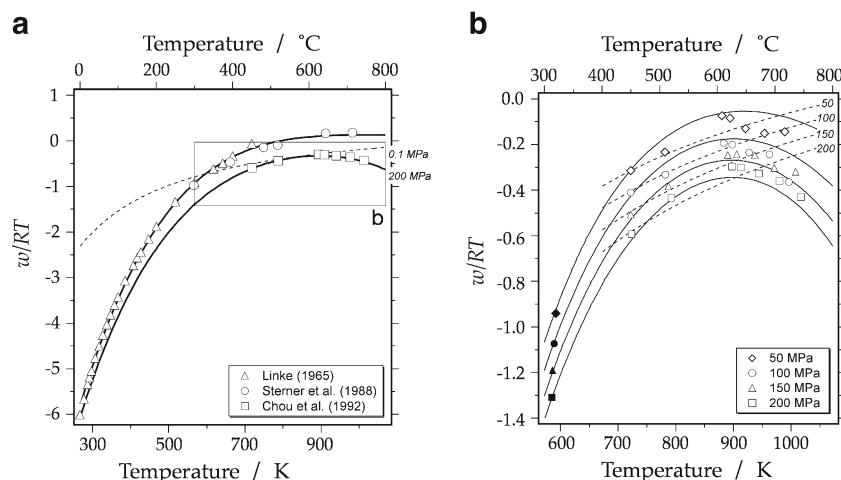 a
Temperature / °C
0 200 400 600 800
1
0
-1
-2
-3
-4
-5
-6
w/RT
0.1 MPa
200 MPa
b
Linke (1965)
Sterner et al. (1988)
Chou et al. (1992)
300 500 700 900
Temperature / K
b
Temperature / °C
300 400 500 600 700 800
0.0
-0.2
-0.4
-0.6
-0.8
-1.0
-1.2
-1.4
w/RT
50
100
150
200
50 MPa
100 MPa
150 MPa
200 MPa
600 700 800 900 1000
Temperature / K